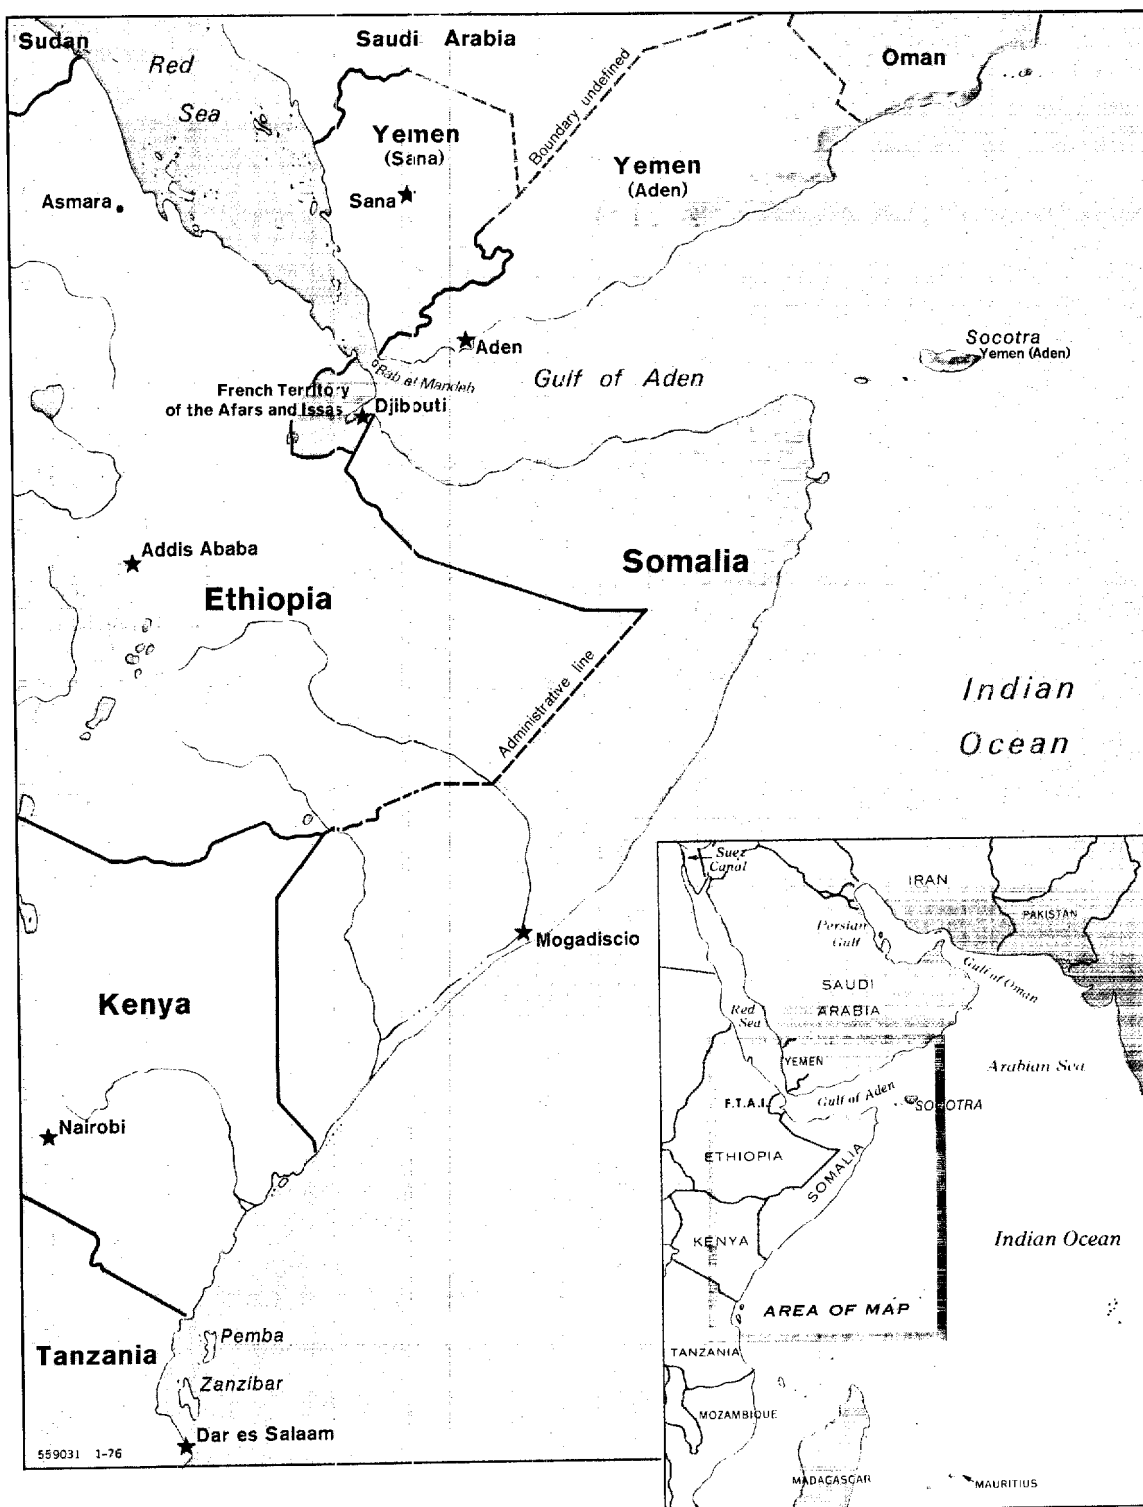 Sudan
Red
Sea
Saudi Arabia
Oman
Boundary undefined
Yemen
(Sana)
Yemen
(Aden)
Sana
Asmara
Aden
Socotra
Yemen (Aden)
Bab el Mandeb
Gulf of Aden
French Territory
of the Afars and Issas
Djibouti
Addis Ababa
Somalia
Ethiopia
Administrative line
Indian
Ocean
Mogadiscio
Kenya
Nairobi
Tanzania
Pemba
Zanzibar
Dar es Salaam
559031 1-76
Suez
Canal
IRAN
PAKISTAN
Persian
Gulf
Gulf of Oman
SAUDI
ARABIA
Red
Sea
YEMEN
Arabian Sea
F.T.A.I.
Gulf of Aden
SOCOTRA
ETHIOPIA
SOMALIA
KENYA
Indian Ocean
AREA OF MAP
TANZANIA
MOZAMBIQUE
MADAGASCAR
MAURITIUS